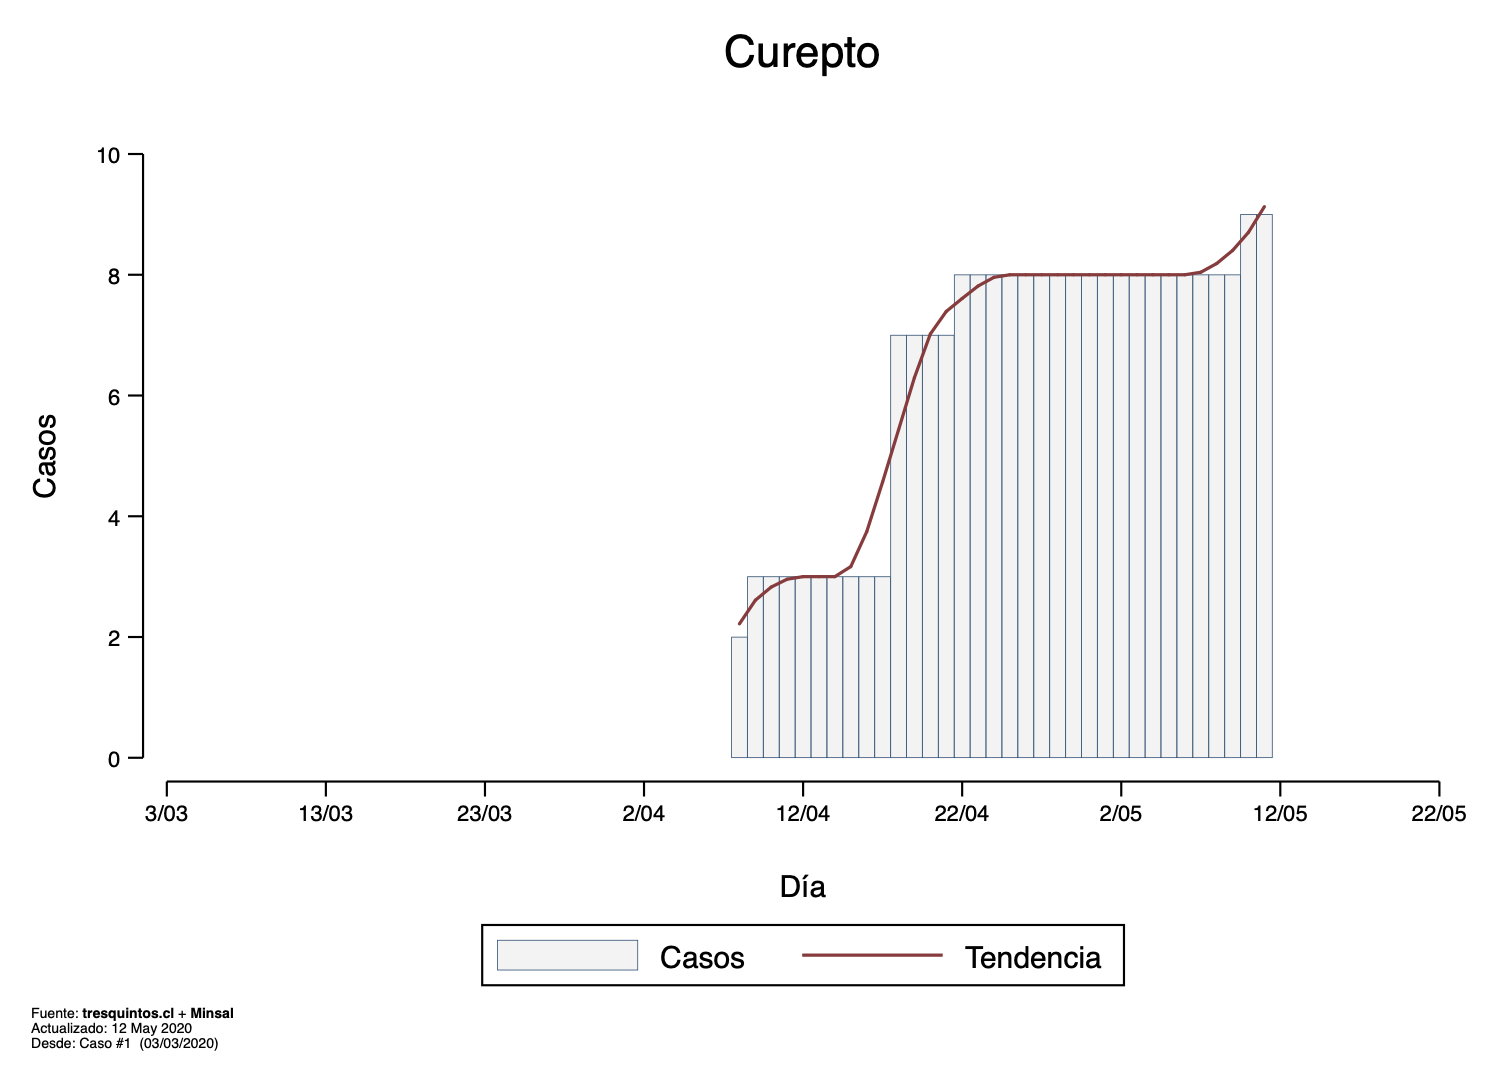 Curepto
10
8
6
4
2
0
Casos
3/03
13/03
23/03
2/04
12/04
22/04
2/05
12/05
22/05
Día
Casos
Tendencia
Fuente: tresquintos.cl + Minsal
Actualizado: 12 May 2020
Desde: Caso #1 (03/03/2020)